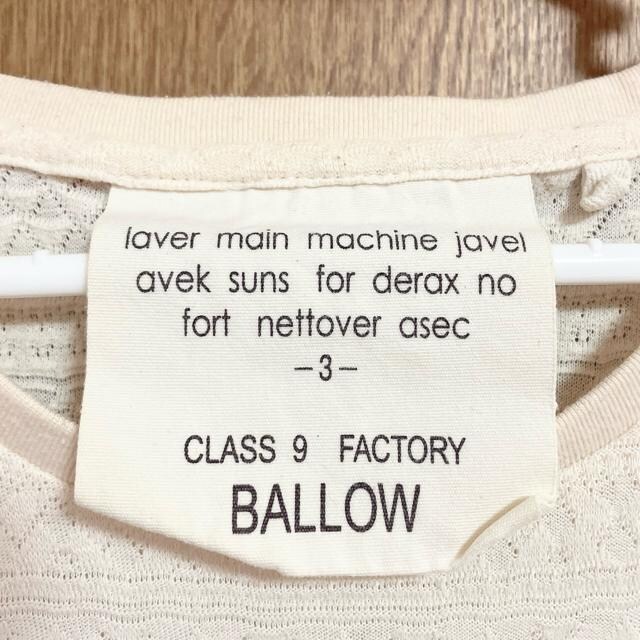 laver main machine javel
avek suns for derax no
fort nettover asec
-3-
CLASS 9 FACTORY
BALLOW